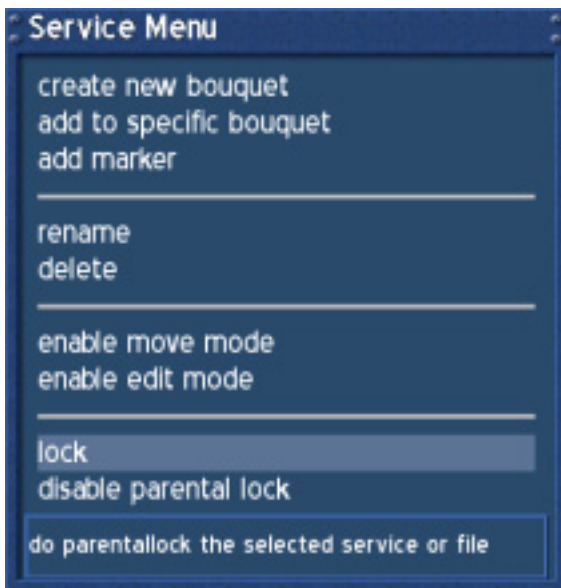 Service Menu
create new bouquet
add to specific bouquet
add marker
rename
delete
enable move mode
enable edit mode
lock
disable parental lock
do parentallock the selected service or file